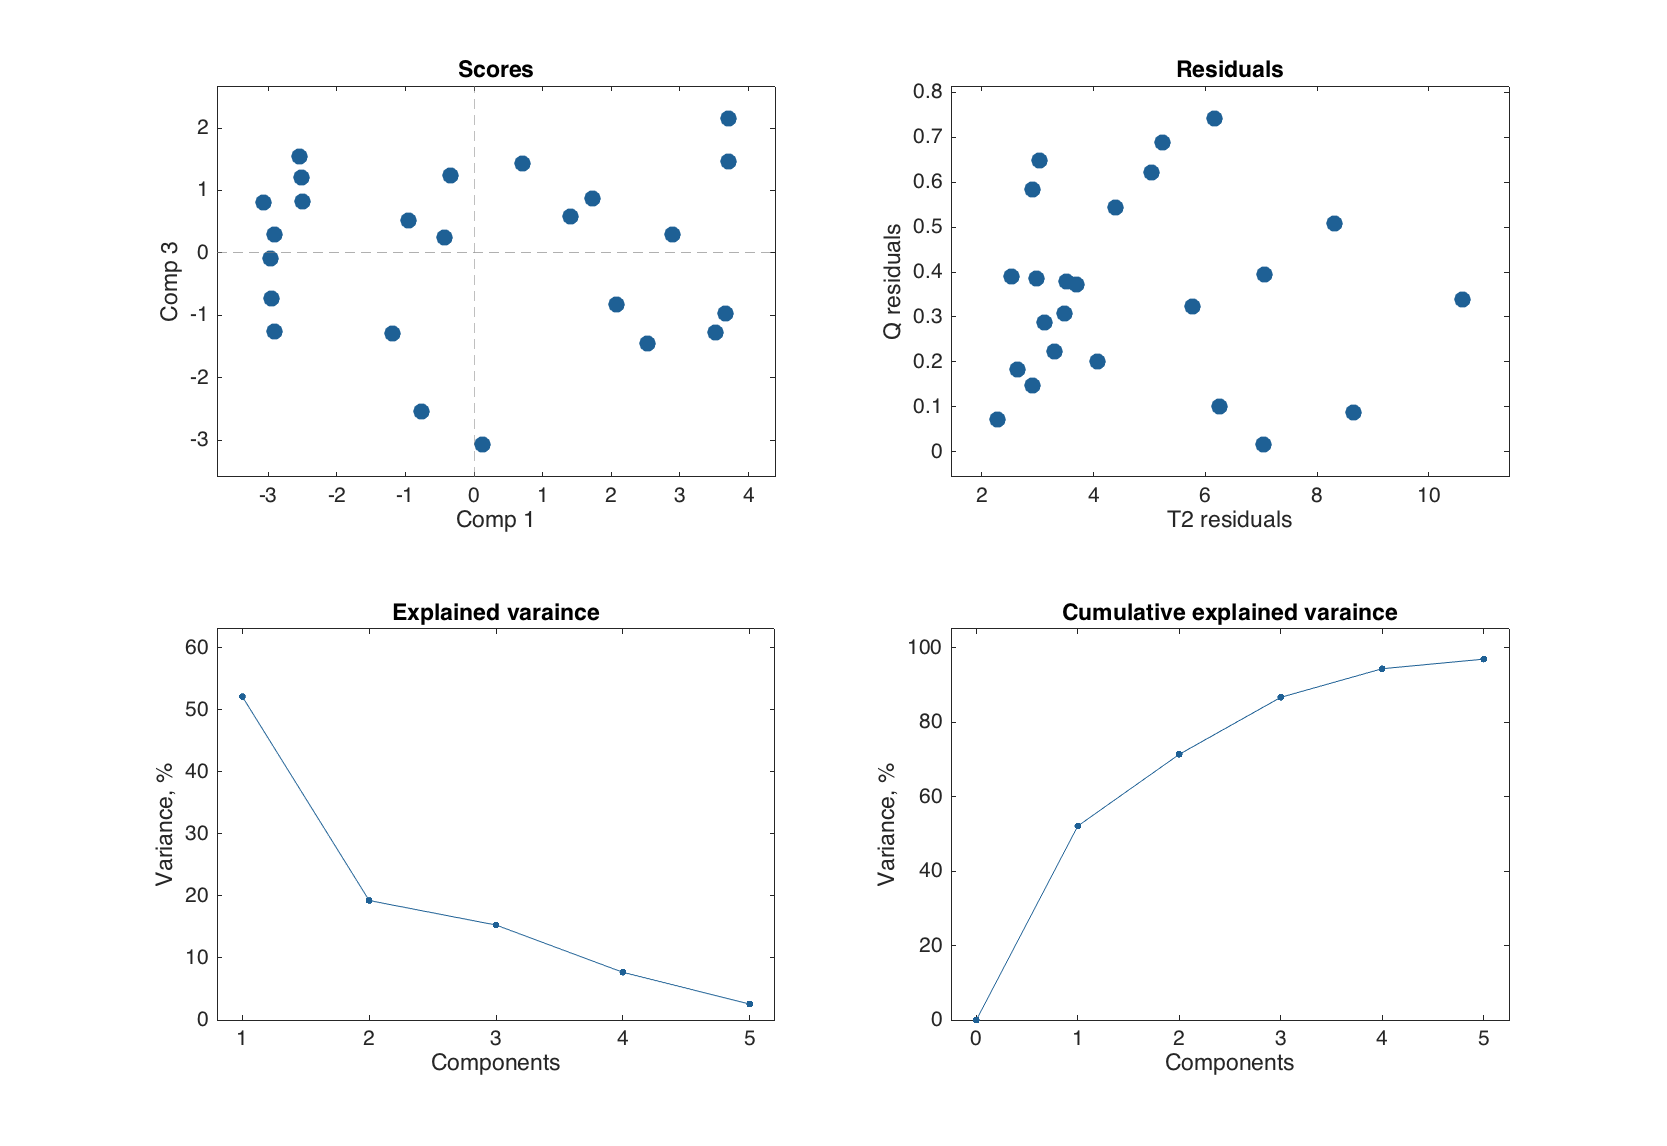 Scores
2
1
0
-1
-2
-3
Comp 3
-3 -2 -1 0 1 2 3 4
Comp 1
Residuals
0.8
0.7
0.6
0.5
0.4
0.3
0.2
0.1
0
Q residuals
2 4 6 8 10
T2 residuals
Explained varaince
60
50
40
30
20
10
0
Variance, %
1 2 3 4 5
Components
Cumulative explained varaince
100
80
60
40
20
0
Variance, %
0 1 2 3 4 5
Components